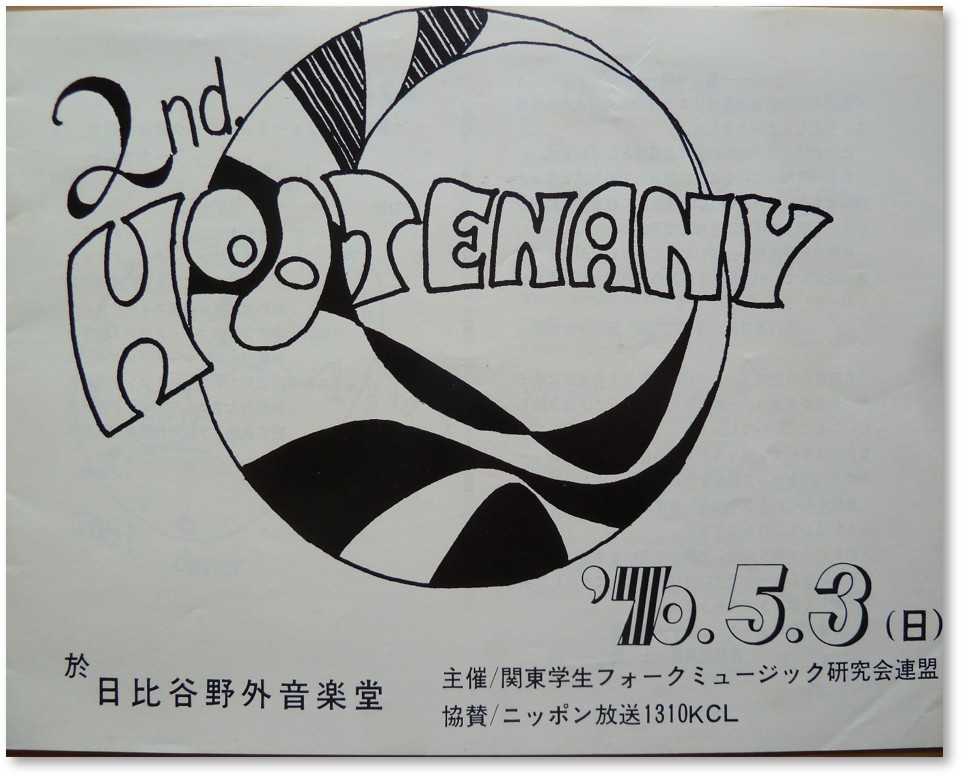 2nd.
HOOTENANY
'70.5.3(日)
於 日比谷野外音楽堂
主催/関東学生フォークミュージック研究会連盟
協賛/ニッポン放送1310KCL